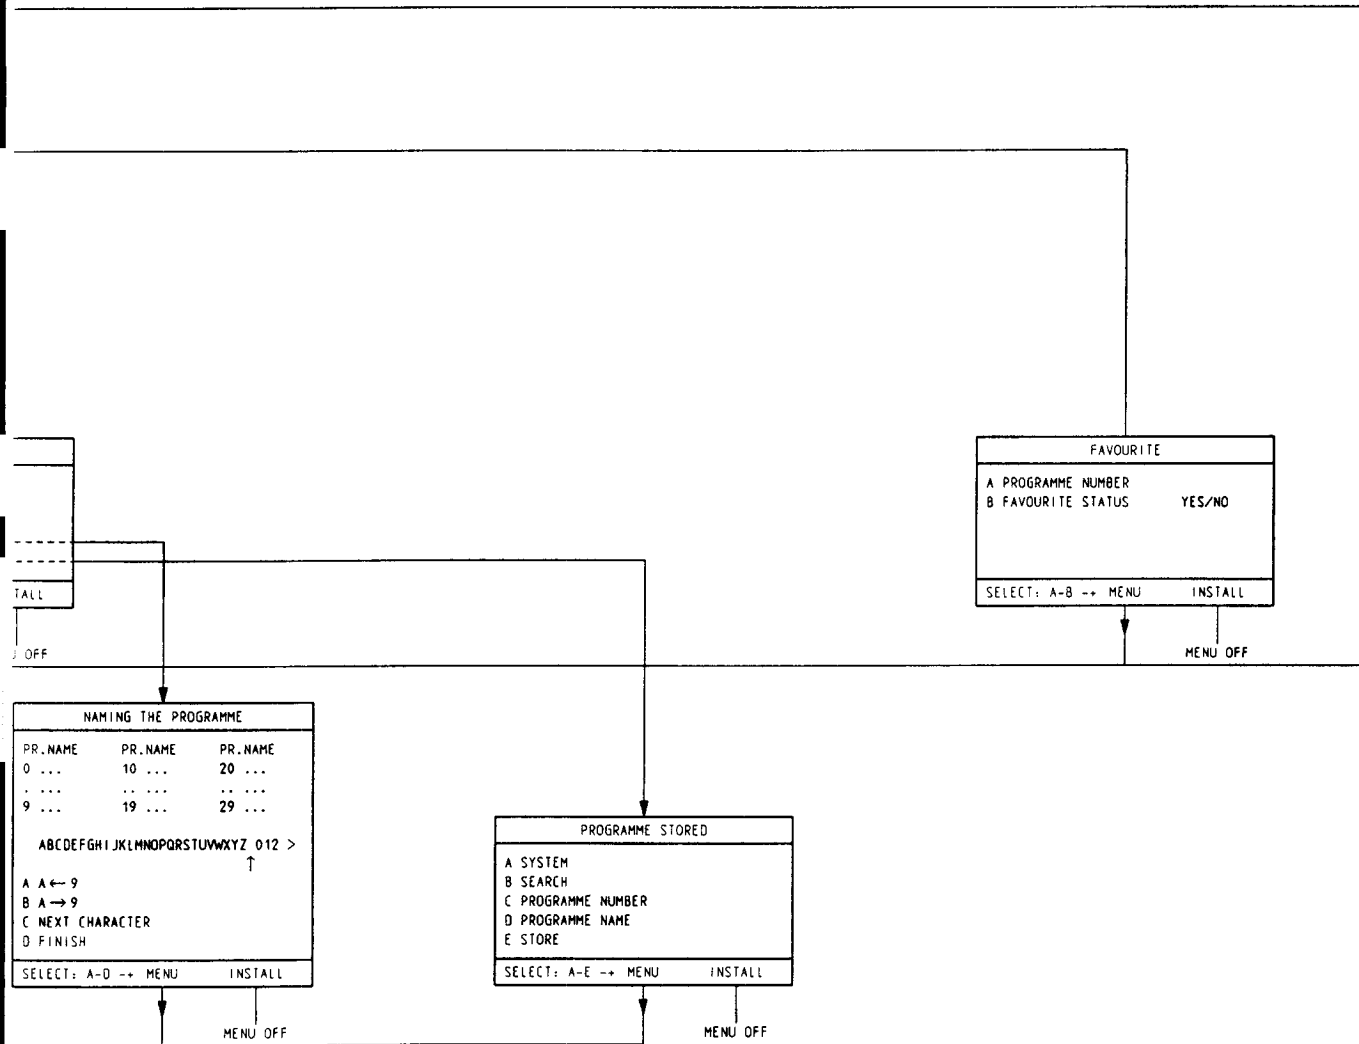 FAVOURITE
A PROGRAMME NUMBER
B FAVOURITE STATUS YES/NO
SELECT: A-B -+ MENU INSTALL
MENU OFF
TALL
OFF
NAMING THE PROGRAMME
PR.NAME PR.NAME PR.NAME
0 ... 10 ... 20 ...
. ... .. ... .. ...
9 ... 19 ... 29 ...
ABCDEFGHIJKLMNOPQRSTUVWXYZ 012 >
↑
A A ← 9
B A → 9
C NEXT CHARACTER
D FINISH
SELECT: A-D -+ MENU INSTALL
MENU OFF
PROGRAMME STORED
A SYSTEM
B SEARCH
C PROGRAMME NUMBER
D PROGRAMME NAME
E STORE
SELECT: A-E -+ MENU INSTALL
MENU OFF